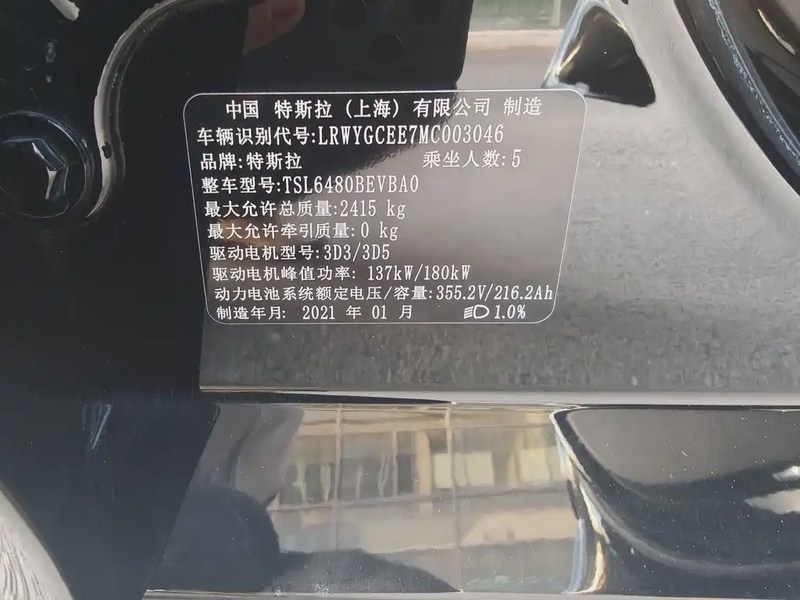 中国 特斯拉（上海）有限公司 制造
车辆识别代号:LRWYGCEE7MC003046
品牌:特斯拉 乘坐人数:5
整车型号:TSL6480BEVBA0
最大允许总质量:2415 kg
最大允许牵引质量:0 kg
驱动电机型号:3D3/3D5
驱动电机峰值功率: 137kW/180kW
动力电池系统额定电压/容量:355.2V/216.2Ah
制造年月: 2021 年 01 月 1.0%